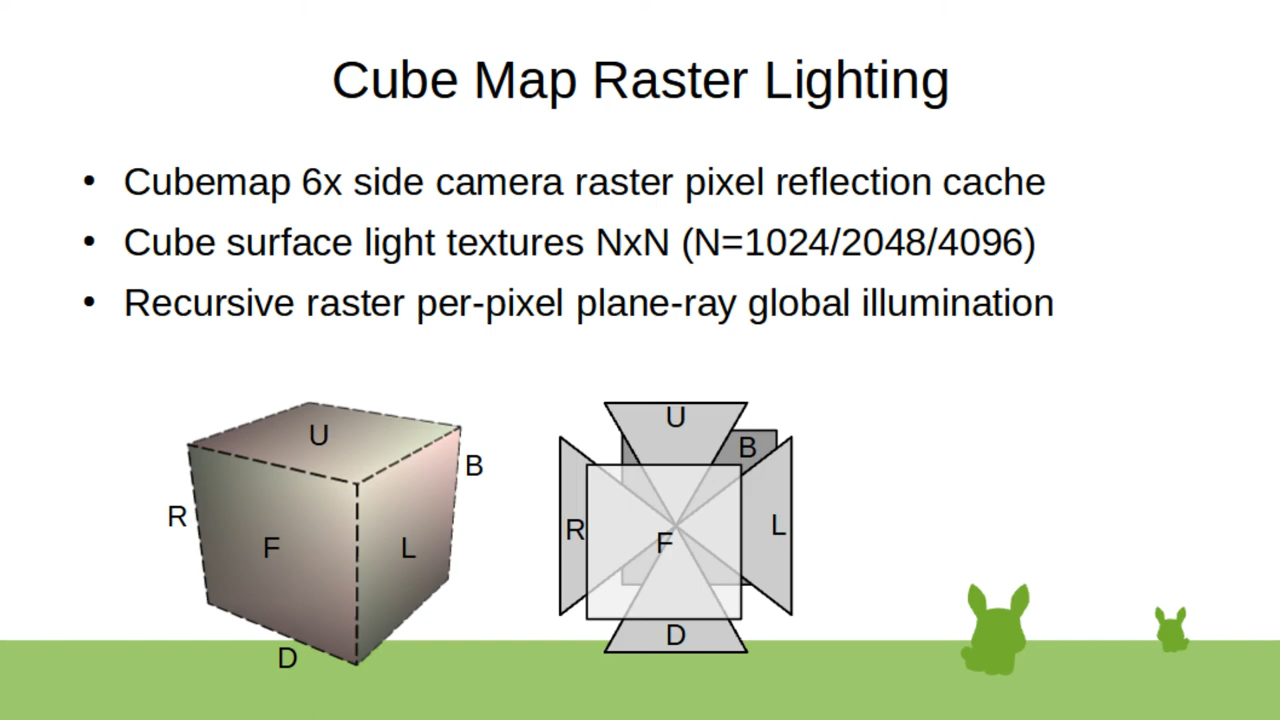 Cube Map Raster Lighting
• Cubemap 6x side camera raster pixel reflection cache
• Cube surface light textures NxN (N=1024/2048/4096)
• Recursive raster per-pixel plane-ray global illumination
U
B
R
F
L
D
U
B
R
F
L
D